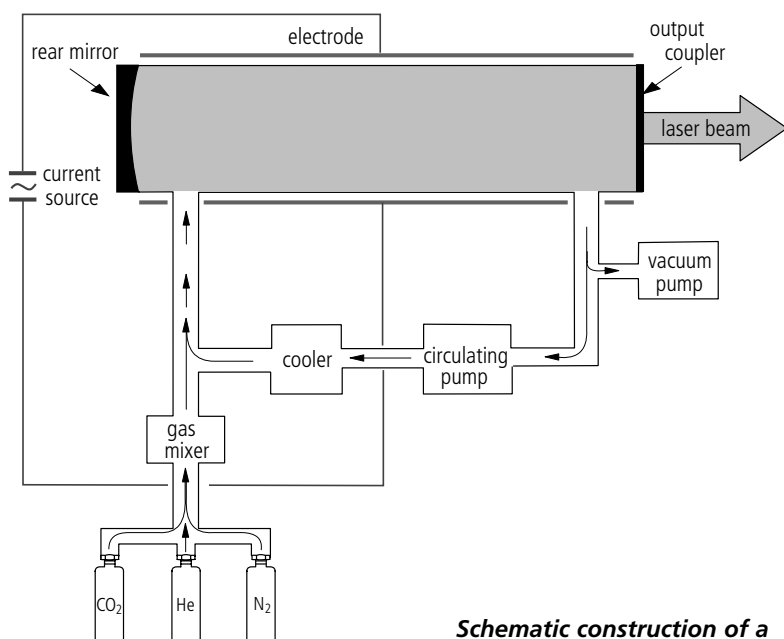 electrode
output
coupler
rear mirror
laser beam
current
source
vacuum
pump
cooler
circulating
pump
gas
mixer
CO₂
He
N₂
Schematic construction of a